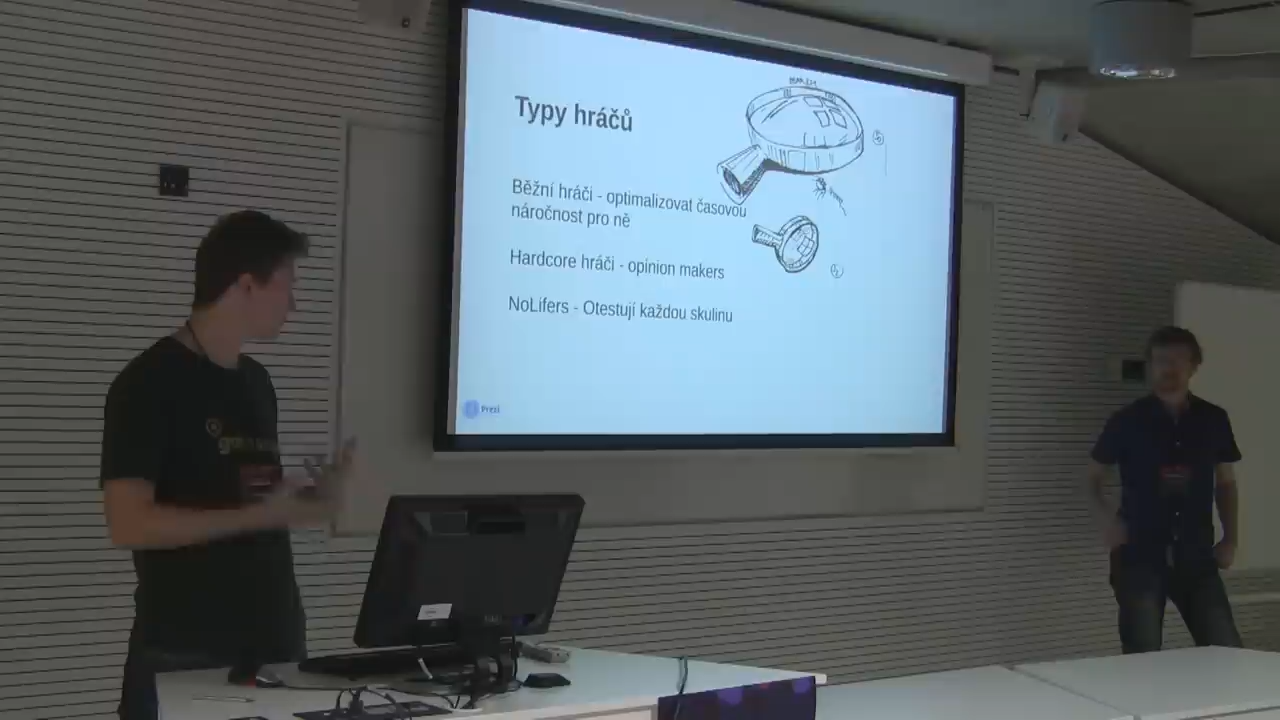 Typy hráčů
Běžní hráči - optimalizovat časovou
náročnost pro ně
Hardcore hráči - opinion makers
NoLifers - Otestují každou skulinu
Prezi